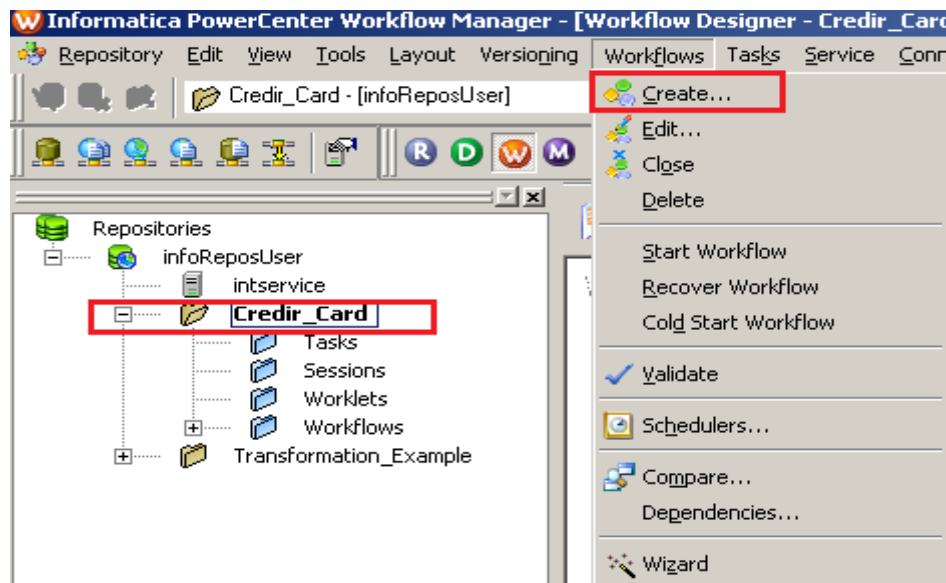 Informatica PowerCenter Workflow Manager - [Workflow Designer - Credir_Card
Repository Edit View Tools Layout Versioning Workflows Tasks Service Conn
Credir_Card - [infoReposUser]
R D W M
Repositories
infoReposUser
intservice
Credir_Card
Tasks
Sessions
Worklets
Workflows
Transformation_Example
Create...
Edit...
Close
Delete
Start Workflow
Recover Workflow
Cold Start Workflow
Validate
Schedulers...
Compare...
Dependencies...
Wizard